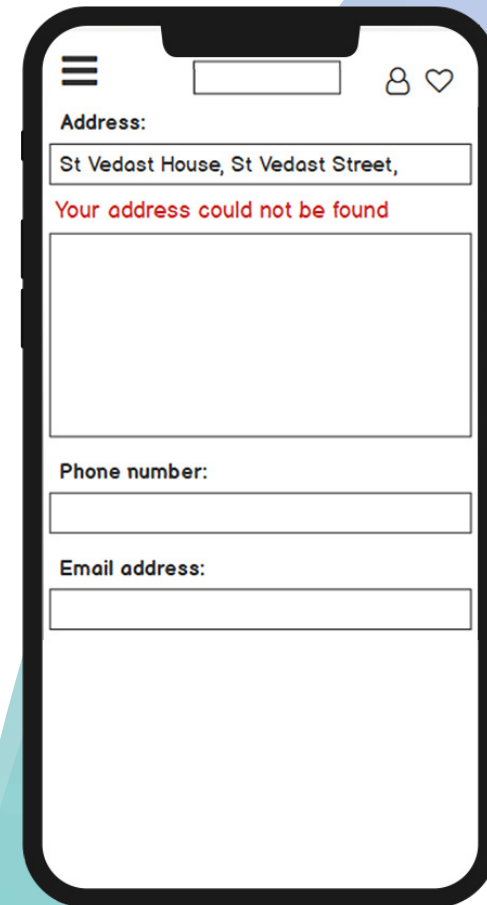 Address:
St Vedast House, St Vedast Street,
Your address could not be found
Phone number:
Email address: